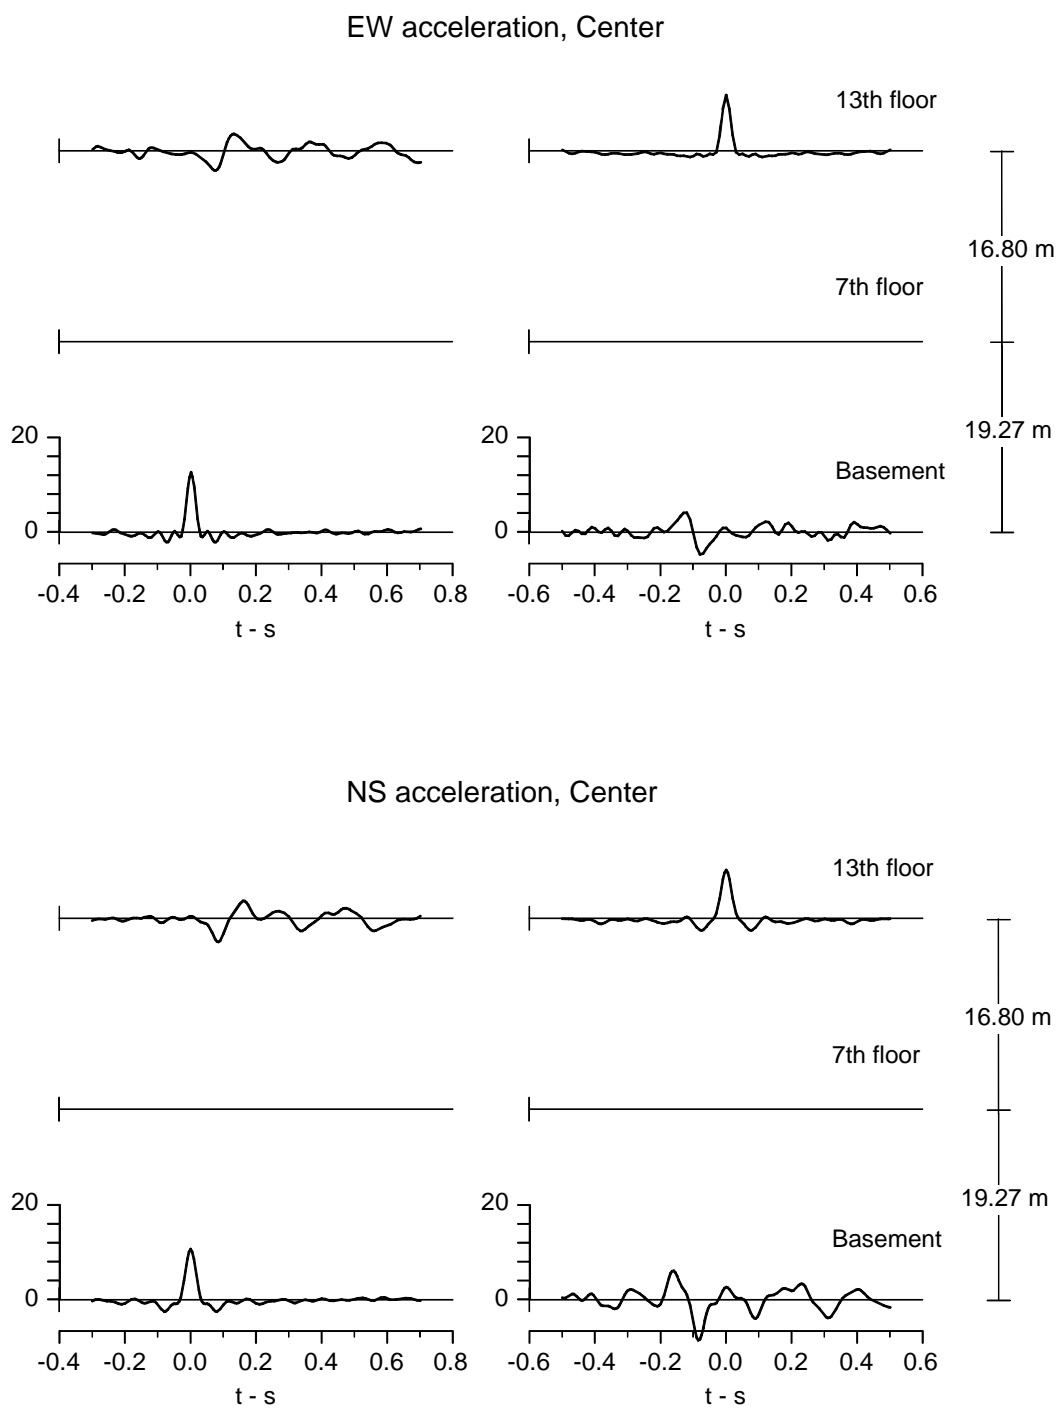 EW acceleration, Center
13th floor
16.80 m
7th floor
20
20
19.27 m
Basement
0
0
-0.4 -0.2 0.0 0.2 0.4 0.6 0.8
-0.6 -0.4 -0.2 0.0 0.2 0.4 0.6
t - s
t - s
NS acceleration, Center
13th floor
16.80 m
7th floor
20
20
19.27 m
Basement
0
0
-0.4 -0.2 0.0 0.2 0.4 0.6 0.8
-0.6 -0.4 -0.2 0.0 0.2 0.4 0.6
t - s
t - s